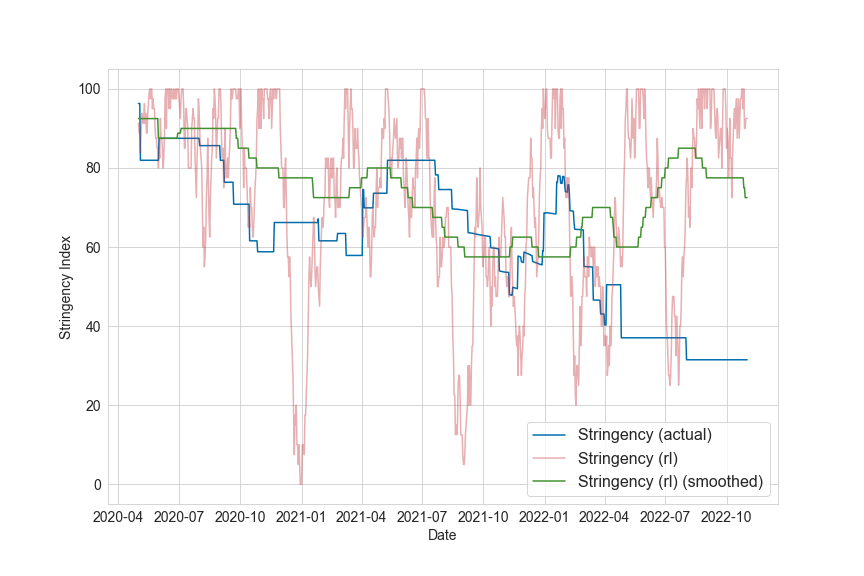 100
80
60
40
20
0
Stringency Index
Stringency (actual)
Stringency (rl)
Stringency (rl) (smoothed)
2020-04 2020-07 2020-10 2021-01 2021-04 2021-07 2021-10 2022-01 2022-04 2022-07 2022-10
Date